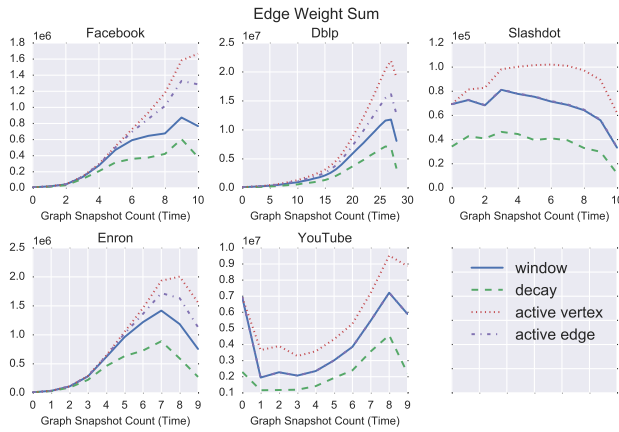 Edge Weight Sum
Facebook
1e6
1.8
1.6
1.4
1.2
1.0
0.8
0.6
0.4
0.2
0.0
0 2 4 6 8 10
Graph Snapshot Count (Time)
Dblp
1e7
2.5
2.0
1.5
1.0
0.5
0.0
0 5 10 15 20 25 30
Graph Snapshot Count (Time)
Slashdot
1e5
1.2
1.0
0.8
0.6
0.4
0.2
0.0
0 2 4 6 8 10
Graph Snapshot Count (Time)
Enron
1e6
2.5
2.0
1.5
1.0
0.5
0.0
0 1 2 3 4 5 6 7 8 9
Graph Snapshot Count (Time)
YouTube
1e7
1.0
0.9
0.8
0.7
0.6
0.5
0.4
0.3
0.2
0.1
0 1 2 3 4 5 6 7 8 9
Graph Snapshot Count (Time)
window
decay
active vertex
active edge